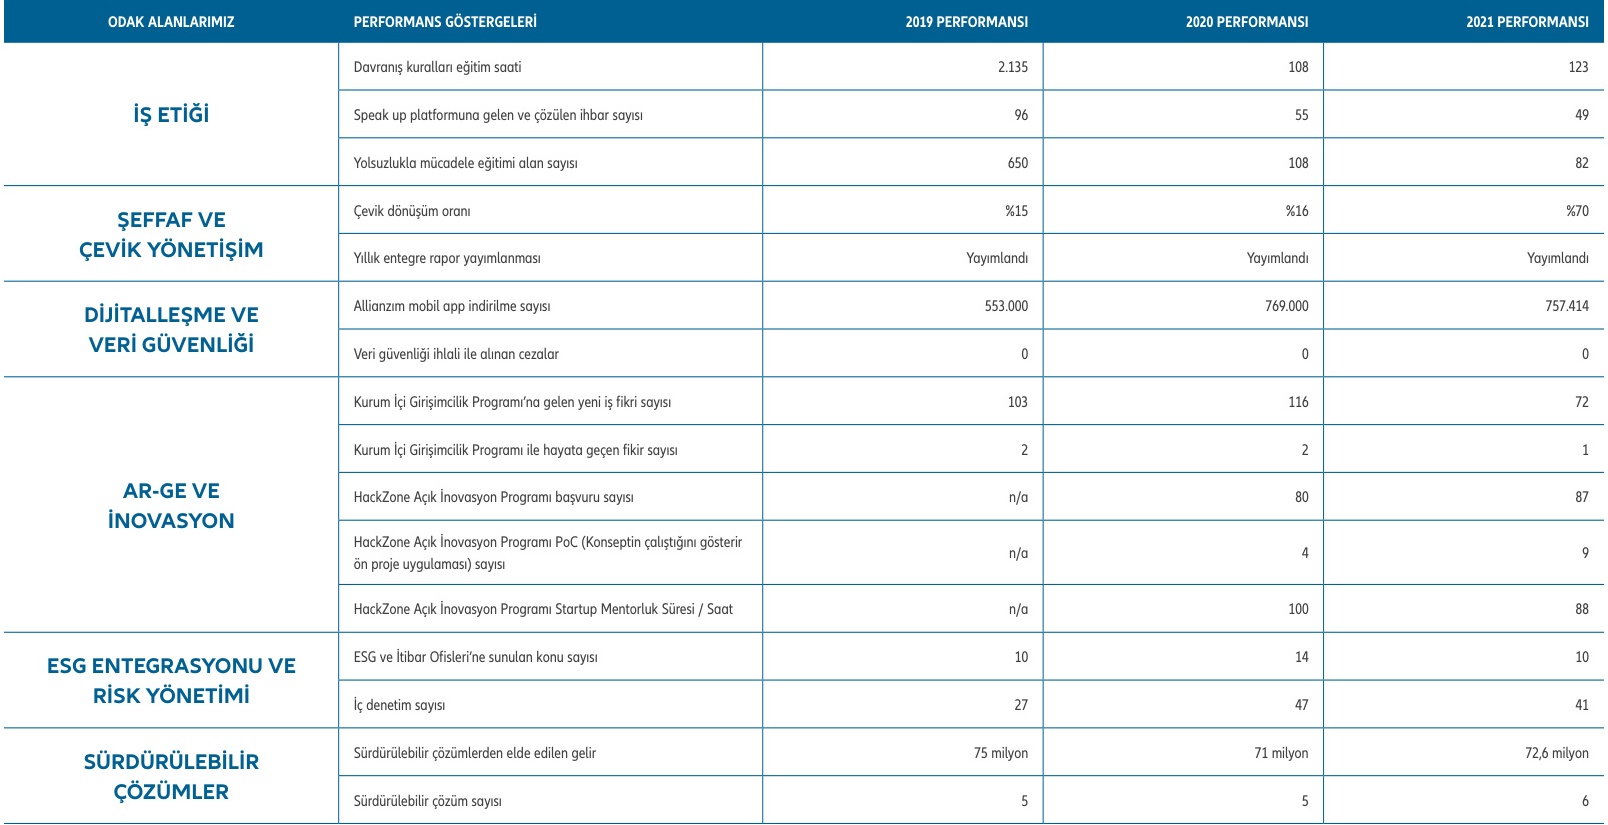 ODAK ALANLARIMIZ PERFORMANS GÖSTERGELERİ 2019 PERFORMANSI 2020 PERFORMANSI 2021 PERFORMANSI
İŞ ETİĞİ
Davranış kuralları eğitim saati 2.135 108 123
Speak up platformuna gelen ve çözülen ihbar sayısı 96 55 49
Yolsuzlukla mücadele eğitimi alan sayısı 650 108 82
ŞEFFAF VE
ÇEVİK YÖNETİŞİM
Çevik dönüşüm oranı %15 %16 %70
Yıllık entegre rapor yayımlanması Yayımlandı Yayımlandı Yayımlandı
DİJİTALLEŞME VE
VERİ GÜVENLİĞİ
Allianzım mobil app indirilme sayısı 553.000 769.000 757.414
Veri güvenliği ihlali ile alınan cezalar 0 0 0
AR-GE VE
İNOVASYON
Kurum İçi Girişimcilik Programı’na gelen yeni iş fikri sayısı 103 116 72
Kurum İçi Girişimcilik Programı ile hayata geçen fikir sayısı 2 2 1
HackZone Açık İnovasyon Programı başvuru sayısı n/a 80 87
HackZone Açık İnovasyon Programı PoC (Konseptin çalıştığını gösterir
ön proje uygulaması) sayısı n/a 4 9
HackZone Açık İnovasyon Programı Startup Mentorluk Süresi / Saat n/a 100 88
ESG ENTEGRASYONU VE
RİSK YÖNETİMİ
ESG ve İtibar Ofisleri’ne sunulan konu sayısı 10 14 10
İç denetim sayısı 27 47 41
SÜRDÜRÜLEBİLİR
ÇÖZÜMLER
Sürdürülebilir çözümlerden elde edilen gelir 75 milyon 71 milyon 72,6 milyon
Sürdürülebilir çözüm sayısı 5 5 6